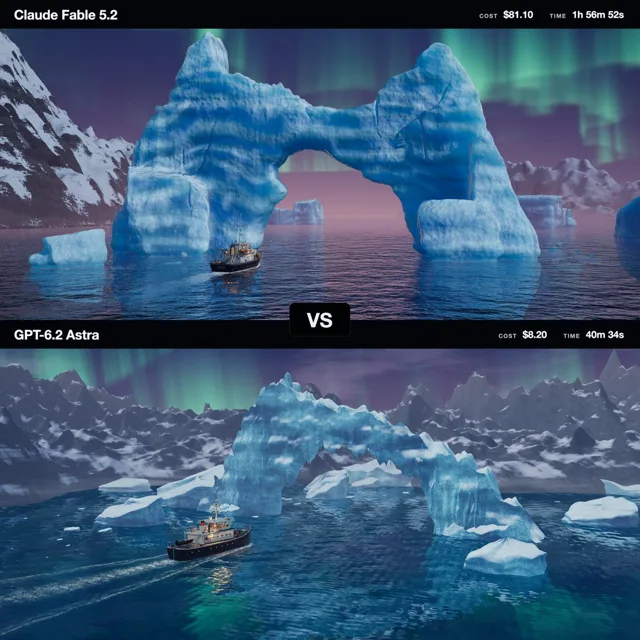 Claude Fable 5.2 COST $81.10 TIME 1h 56m 52s
VS
GPT-6.2 Astra COST $8.20 TIME 40m 34s